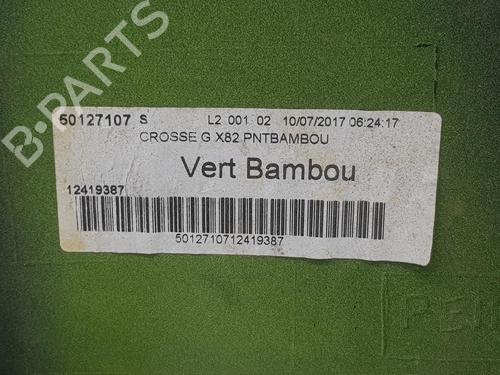 B-PARTS
50127107 S L2 001 02 10/07/2017 06:24:17
CROSSE G X82 PNTBAMBOU
Vert Bambou
12419387
5012710712419387